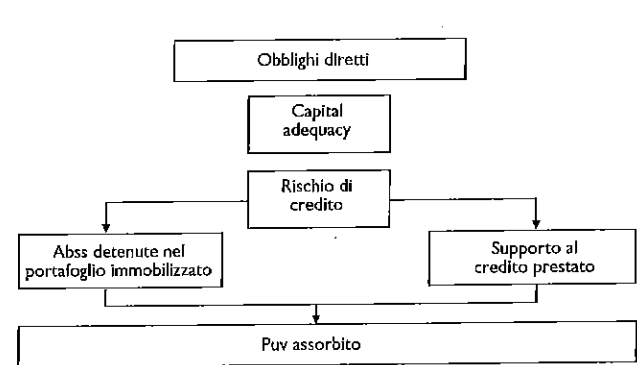 Obblighi diretti
Capital
adequacy
Rischio di
credito
Abss detenute nel
portafoglio immobilizzato
Supporto al
credito prestato
Puv assorbito